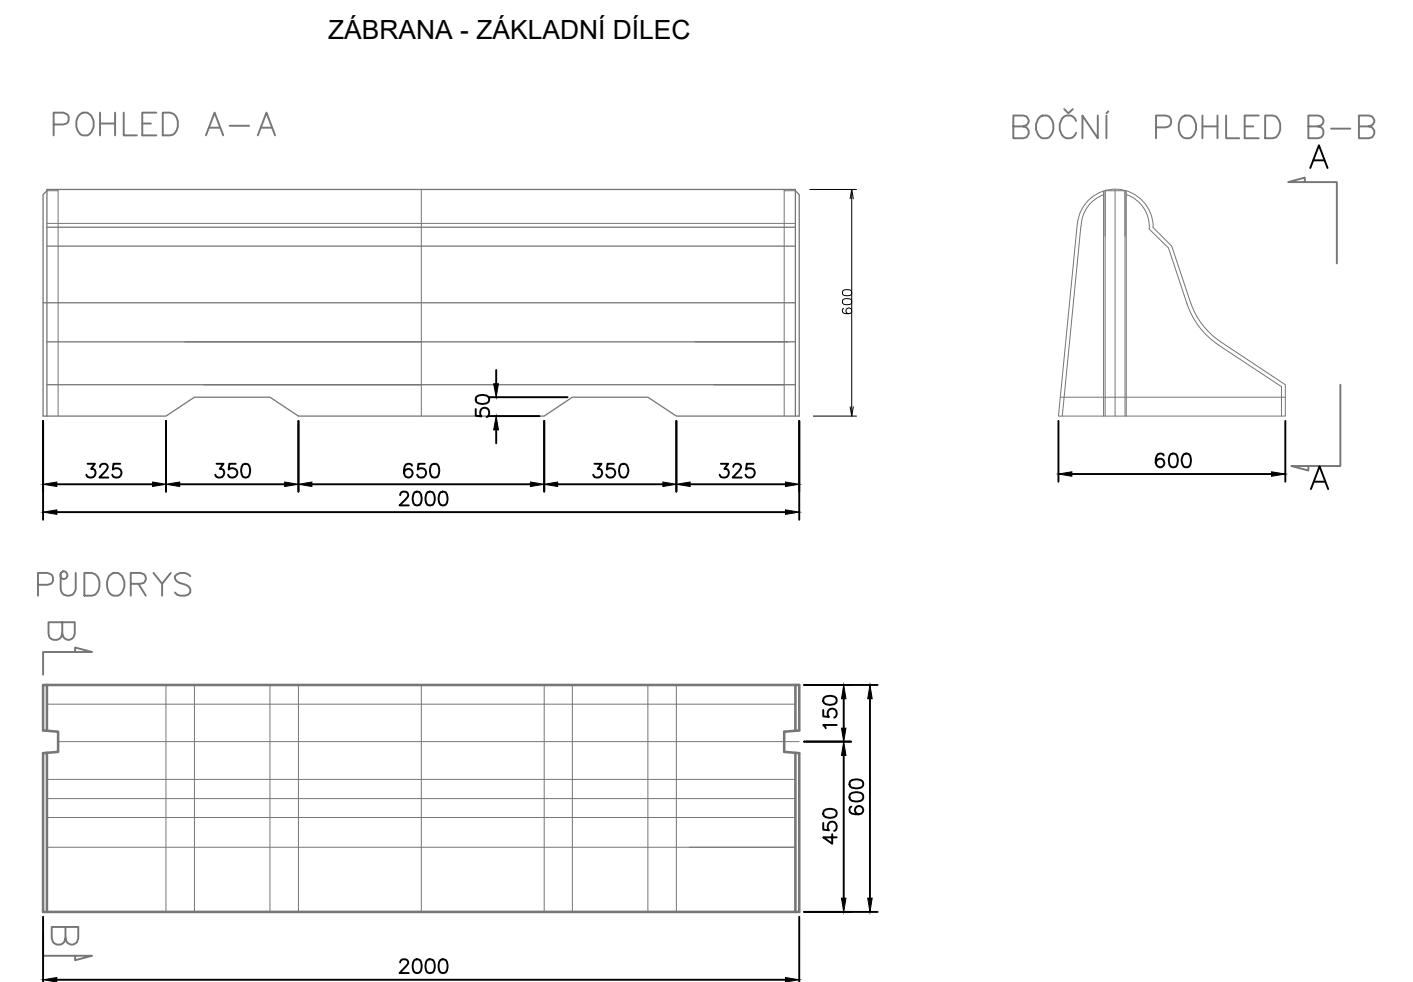 ZÁBRANA - ZÁKLADNÍ DÍLEC
POHLED A-A
BOČNÍ POHLED B-B
A
600
50
325 350 650 350 325
2000
600
A
PŮDORYS
B
150
450
600
B
2000